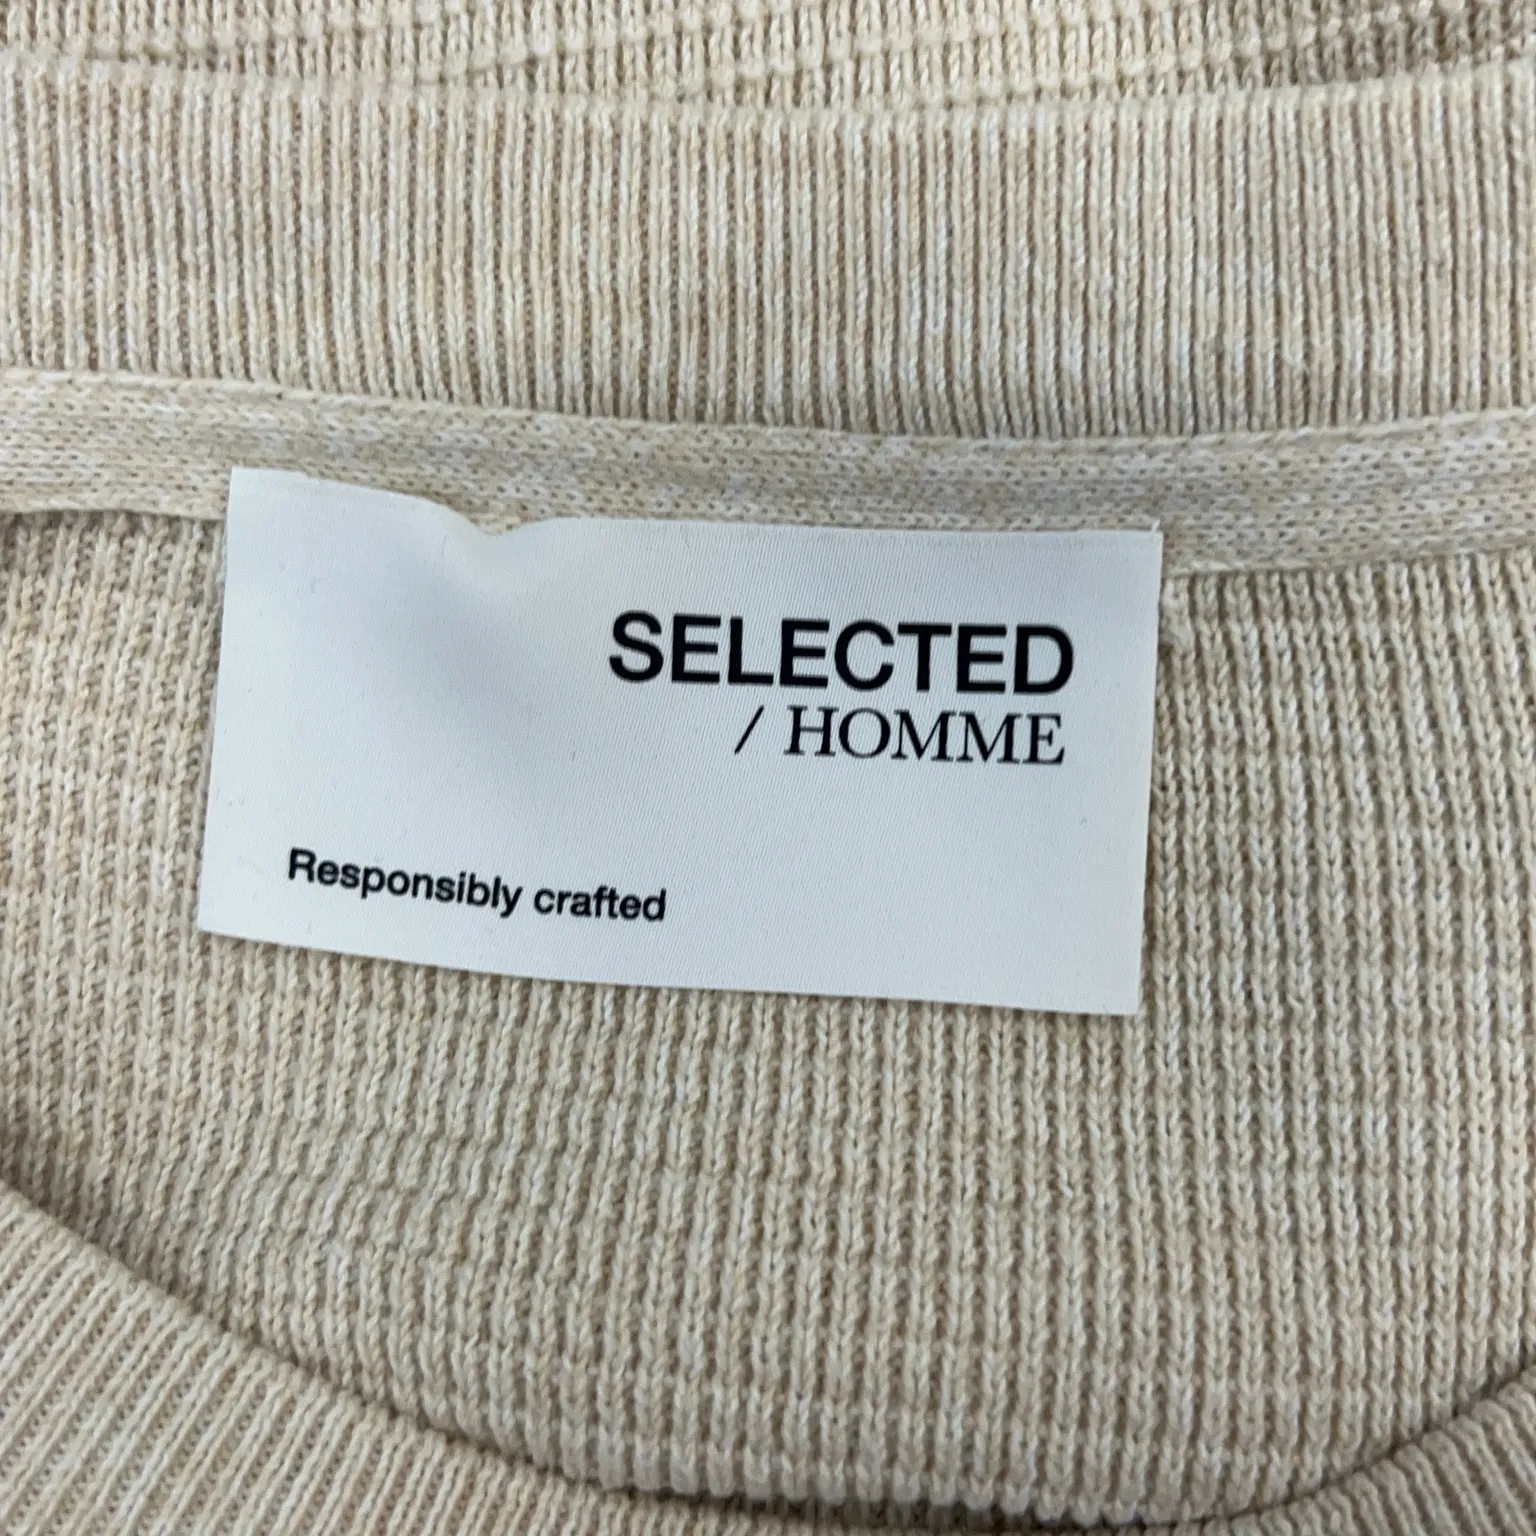 SELECTED
/ HOMME
Responsibly crafted